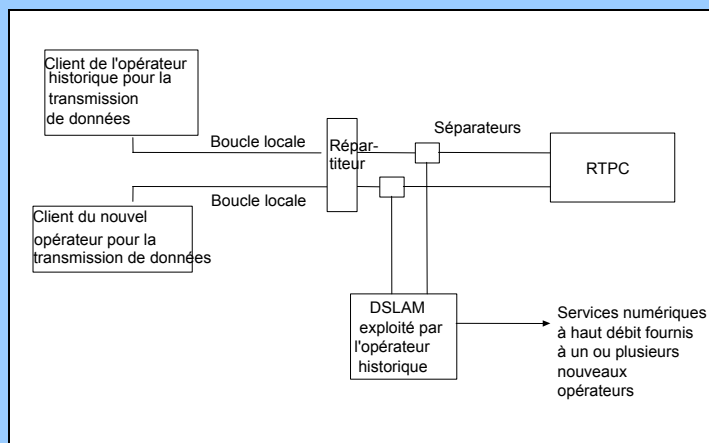 Client de l'opérateur
historique pour la
transmission
de données
Boucle locale
Répar-
titeur
Séparateurs
RTPC
Boucle locale
Client du nouvel
opérateur pour la
transmission de données
DSLAM
exploité par
l'opérateur
historique
Services numériques
à haut débit fournis
à un ou plusieurs
nouveaux
opérateurs